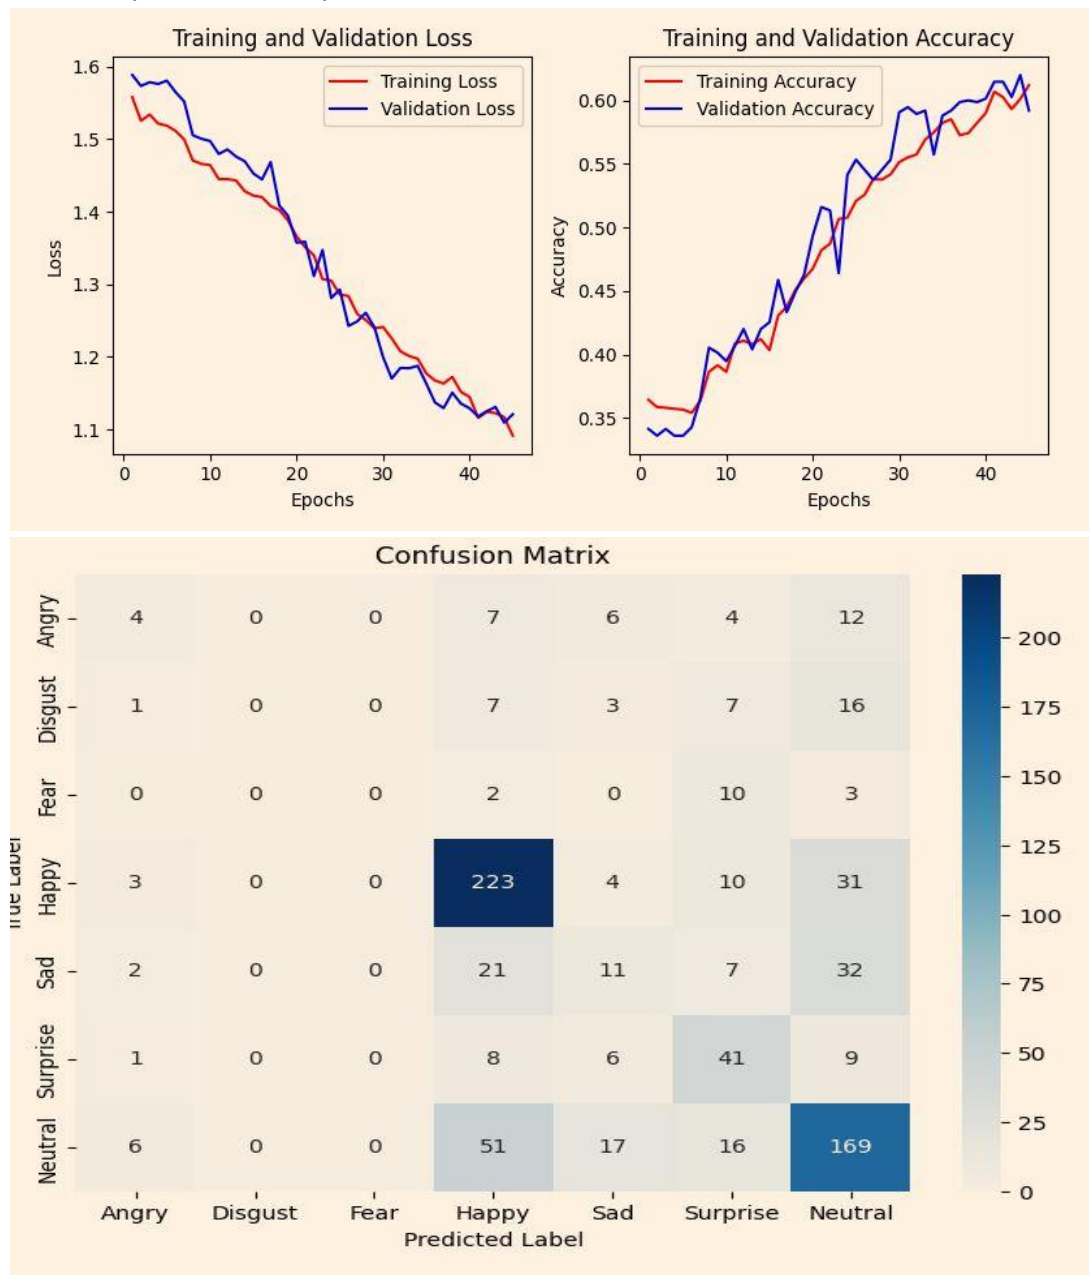 Training and Validation Loss
Training Loss
Validation Loss
1.6
1.5
1.4
1.3
1.2
1.1
Loss
0 10 20 30 40
Epochs
Training and Validation Accuracy
Training Accuracy
Validation Accuracy
0.60
0.55
0.50
0.45
0.40
0.35
Accuracy
0 10 20 30 40
Epochs
Confusion Matrix
True Label
Angry 4 0 0 7 6 4 12
Disgust 1 0 0 7 3 7 16
Fear 0 0 0 2 0 10 3
Happy 3 0 0 223 4 10 31
Sad 2 0 0 21 11 7 32
Surprise 1 0 0 8 6 41 9
Neutral 6 0 0 51 17 16 169
Angry Disgust Fear Happy Sad Surprise Neutral
Predicted Label
200
175
150
125
100
75
50
25
0